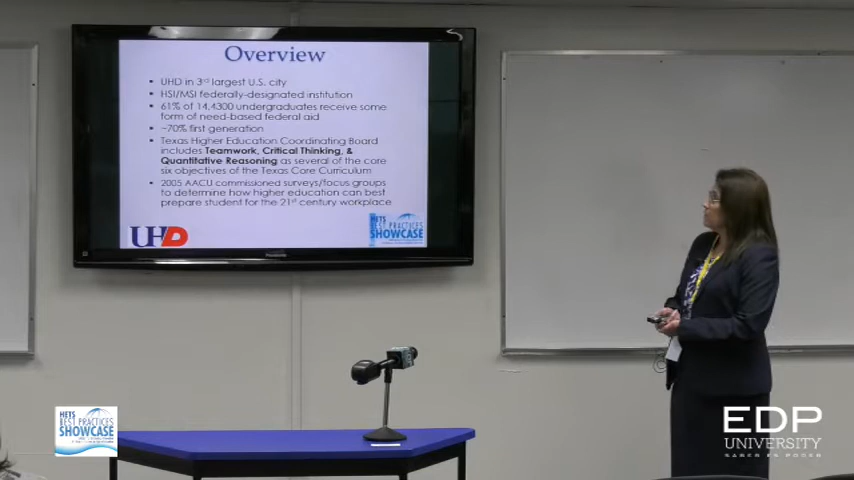 Overview
▪ UHD in 3rd largest U.S. city
▪ HSI/MSI federally-designated institution
▪ 61% of 14,4300 undergraduates receive some
form of need-based federal aid
▪ ~70% first generation
▪ Texas Higher Education Coordinating Board
includes Teamwork, Critical Thinking, &
Quantitative Reasoning as several of the core
six objectives of the Texas Core Curriculum
▪ 2005 AACU commissioned surveys/focus groups
to determine how higher education can best
prepare student for the 21st century workplace
UHD
HETS
BEST PRACTICES
SHOWCASE
Panasonic
HETS
BEST PRACTICES
SHOWCASE
EDP
UNIVERSITY
SABER ES PODER